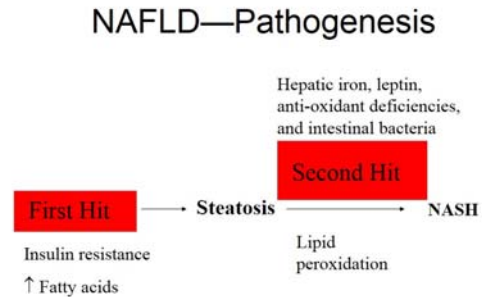 NAFLD—Pathogenesis
Hepatic iron, leptin,
anti-oxidant deficiencies,
and intestinal bacteria
Second Hit
First Hit
Steatosis
NASH
Insulin resistance
↑ Fatty acids
Lipid
peroxidation